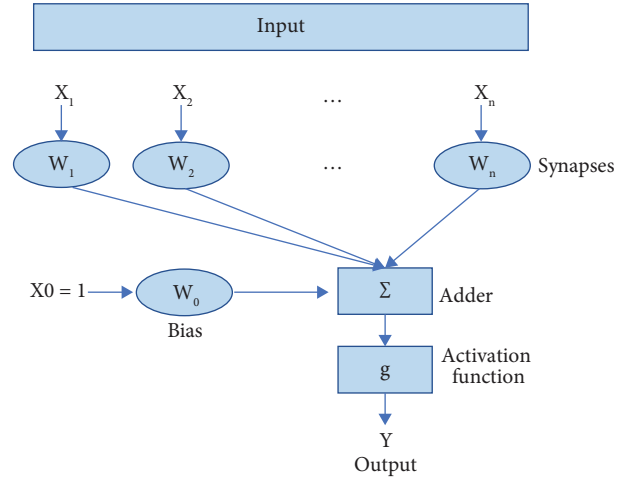 Input
X1 X2 … Xn
W1 W2 … Wn Synapses
X0 = 1 W0 Σ Adder
Bias
g Activation function
Y
Output